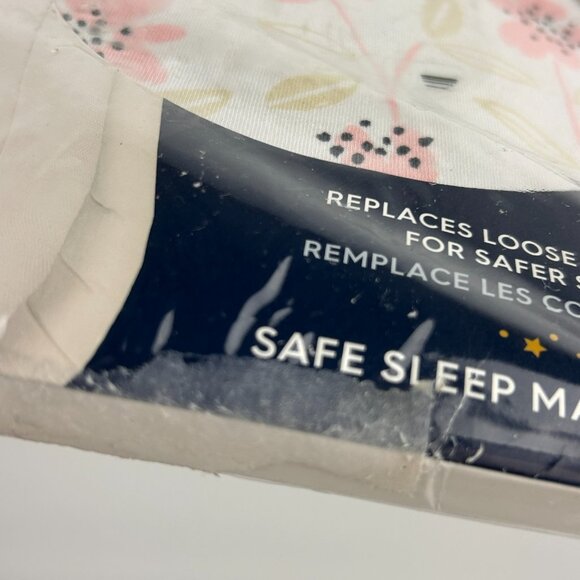 REPLACES LOOSE
FOR SAFER
REMPLACE LES
SAFE SLEEP